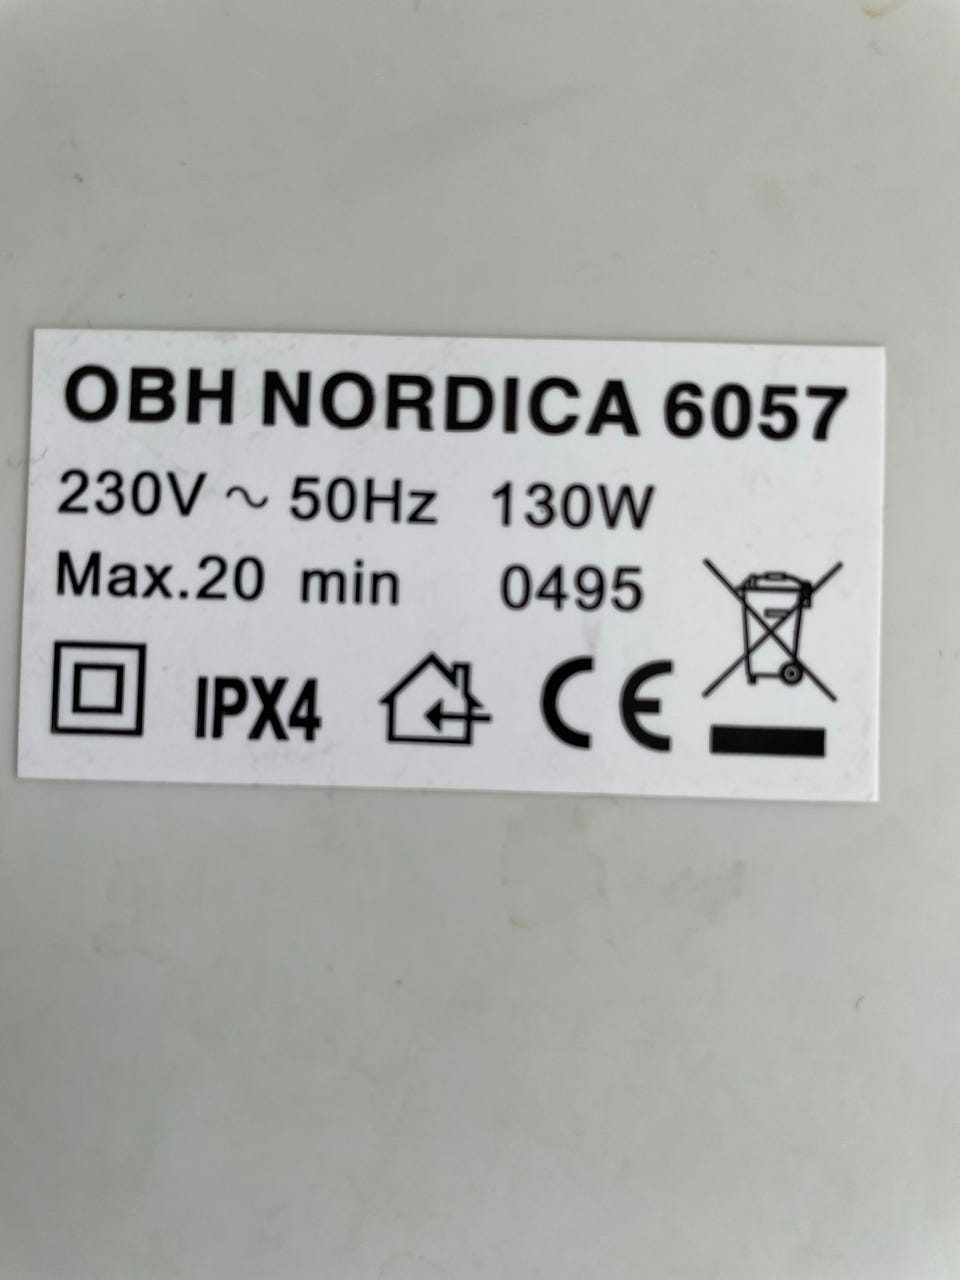 OBH NORDICA 6057
230V ~ 50Hz 130W
Max.20 min 0495
IPX4 CE